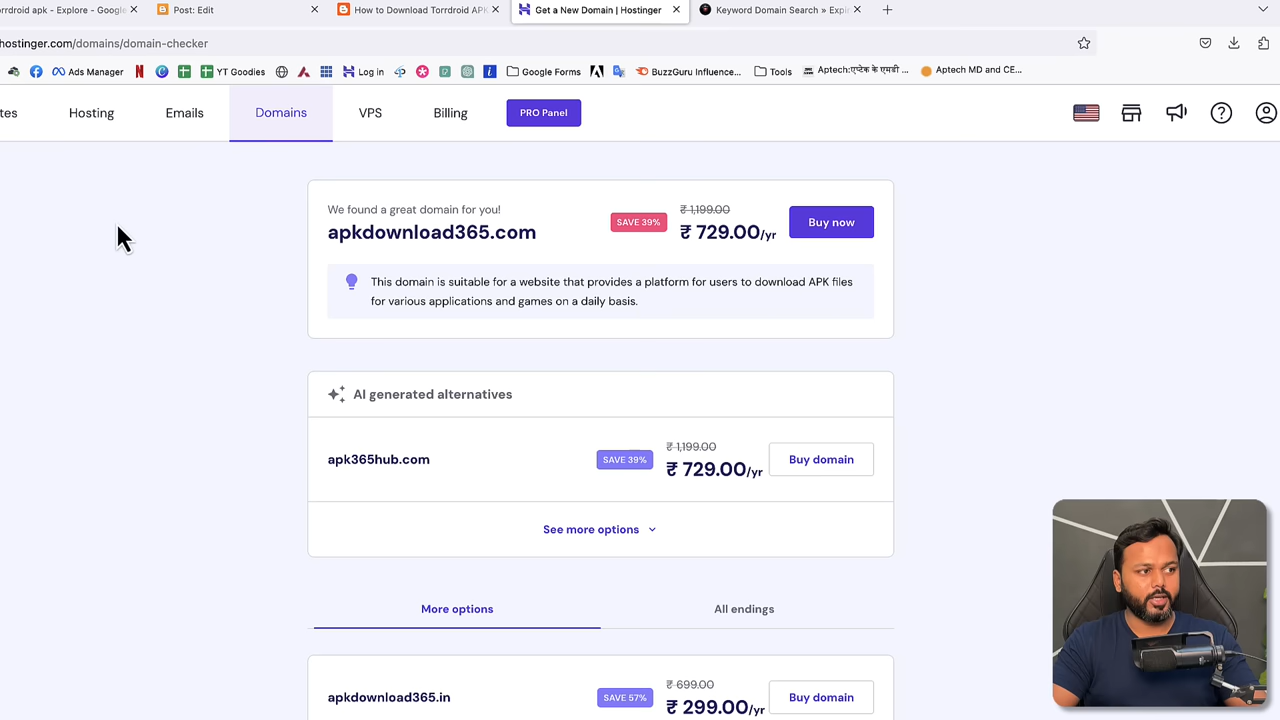 orrdroid apk - Explore - Google
Post: Edit
How to Download Torrdroid APK
Get a New Domain | Hostinger
Keyword Domain Search » Expi
hostinger.com/domains/domain-checker
Ads Manager
YT Goodies
Log in
Google Forms
BuzzGuru Influence...
Tools
Aptech:एप्टेक के एमडी ...
Aptech MD and CE...
tes
Hosting
Emails
Domains
VPS
Billing
PRO Panel
We found a great domain for you!
apkdownload365.com
SAVE 39%
₹ 1,199.00
₹ 729.00/yr
Buy now
This domain is suitable for a website that provides a platform for users to download APK files
for various applications and games on a daily basis.
AI generated alternatives
apk365hub.com
SAVE 39%
₹ 1,199.00
₹ 729.00/yr
Buy domain
See more options
More options
All endings
apkdownload365.in
SAVE 57%
₹ 699.00
₹ 299.00/yr
Buy domain